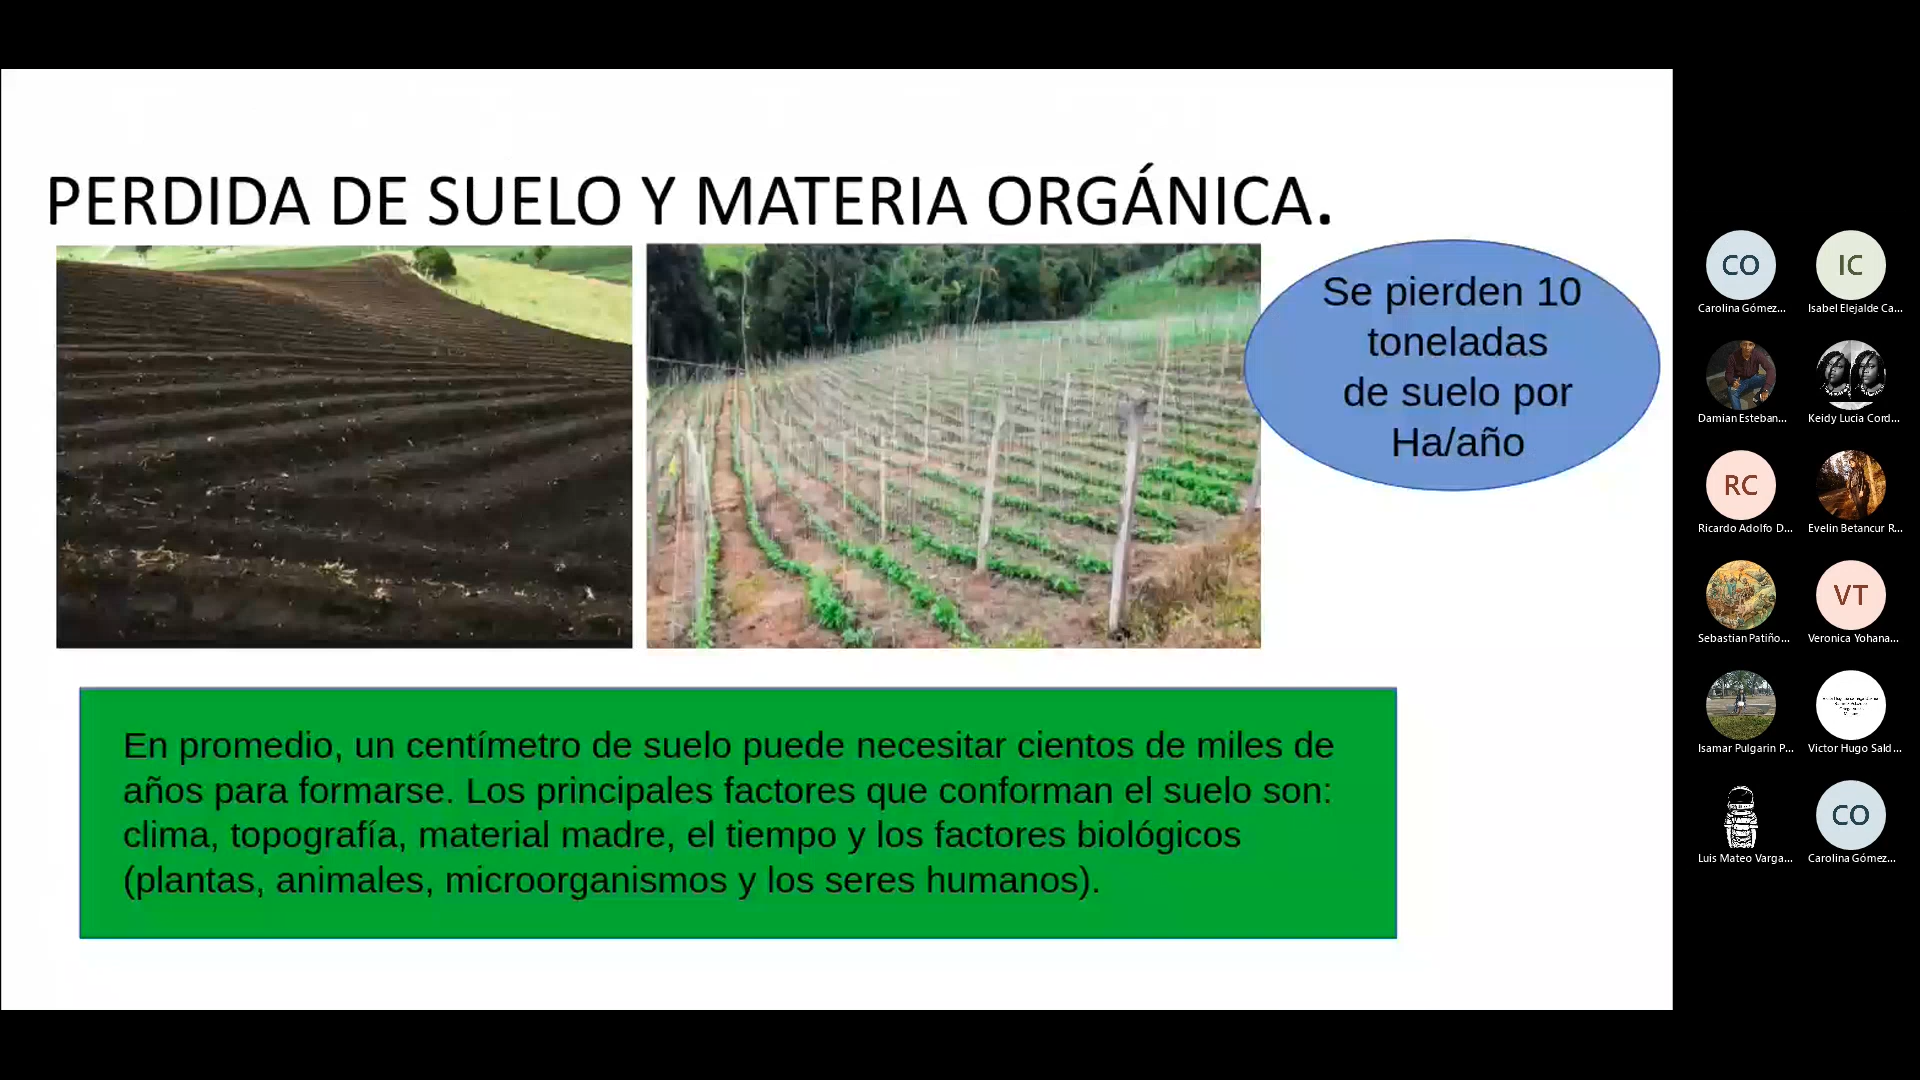 PERDIDA DE SUELO Y MATERIA ORGÁNICA.
Se pierden 10
toneladas
de suelo por
Ha/año
En promedio, un centímetro de suelo puede necesitar cientos de miles de
años para formarse. Los principales factores que conforman el suelo son:
clima, topografía, material madre, el tiempo y los factores biológicos
(plantas, animales, microorganismos y los seres humanos).
CO
IC
Carolina Gómez...
Isabel Elejalde Ca...
Damian Esteban...
Keidy Lucia Cord...
RC
Ricardo Adolfo D...
Evelin Betancur R...
VT
Sebastian Patiño...
Veronica Yohana...
Isamar Pulgarin P...
Victor Hugo Sald...
CO
Luis Mateo Varga...
Carolina Gómez...